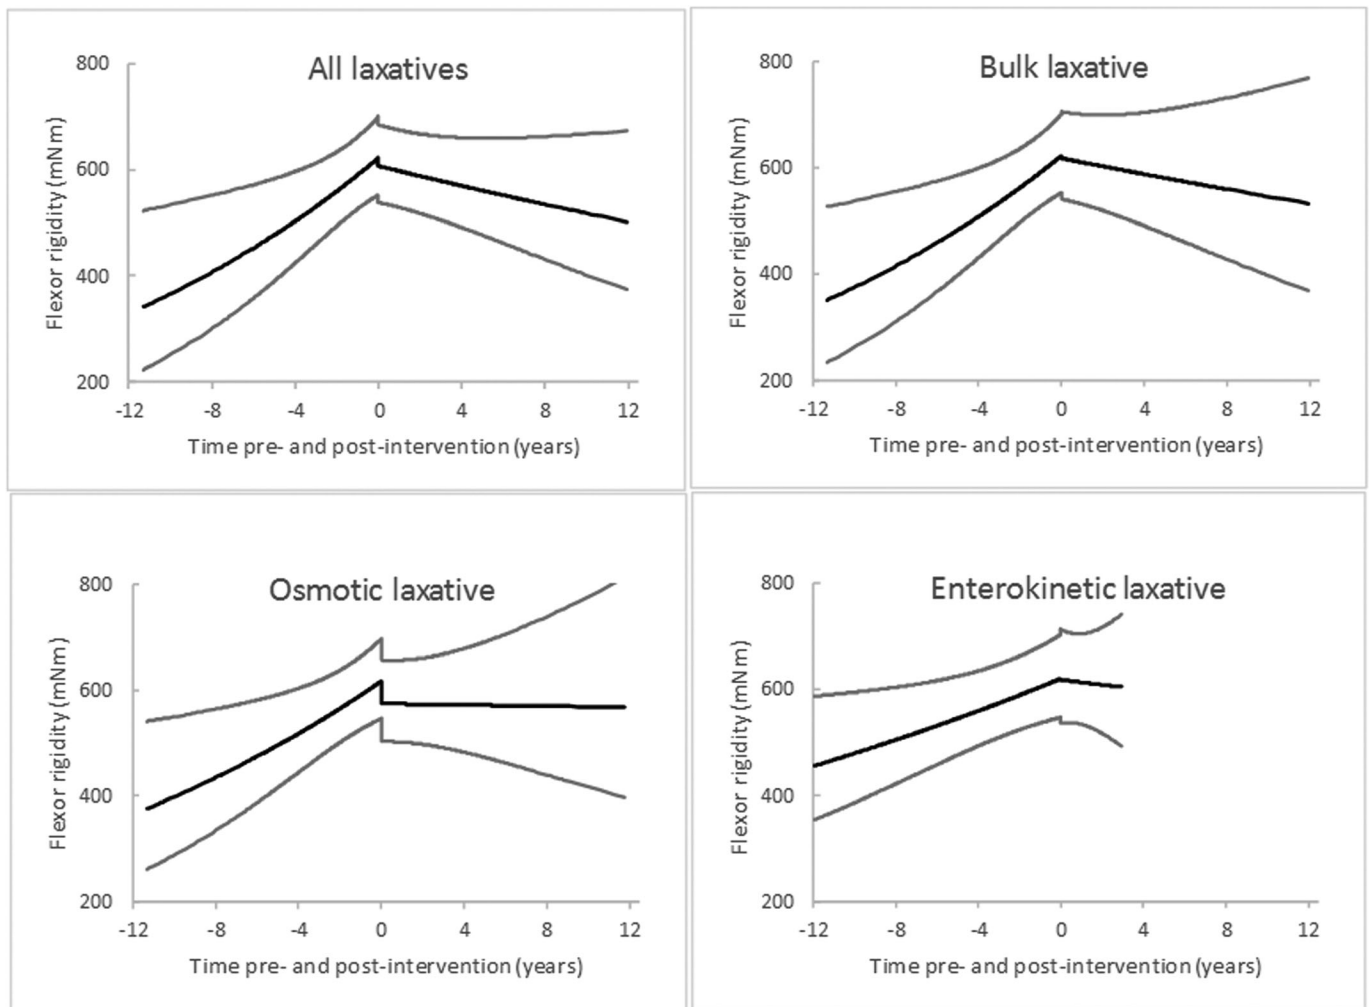 All laxatives
Flexor rigidity (mNm)
800
600
400
200
-12 -8 -4 0 4 8 12
Time pre- and post-intervention (years)
Bulk laxative
Flexor rigidity (mNm)
800
600
400
200
-12 -8 -4 0 4 8 12
Time pre- and post-intervention (years)
Osmotic laxative
Flexor rigidity (mNm)
800
600
400
200
-12 -8 -4 0 4 8 12
Time pre- and post-intervention (years)
Enterokinetic laxative
Flexor rigidity (mNm)
800
600
400
200
-12 -8 -4 0 4 8 12
Time pre- and post-intervention (years)